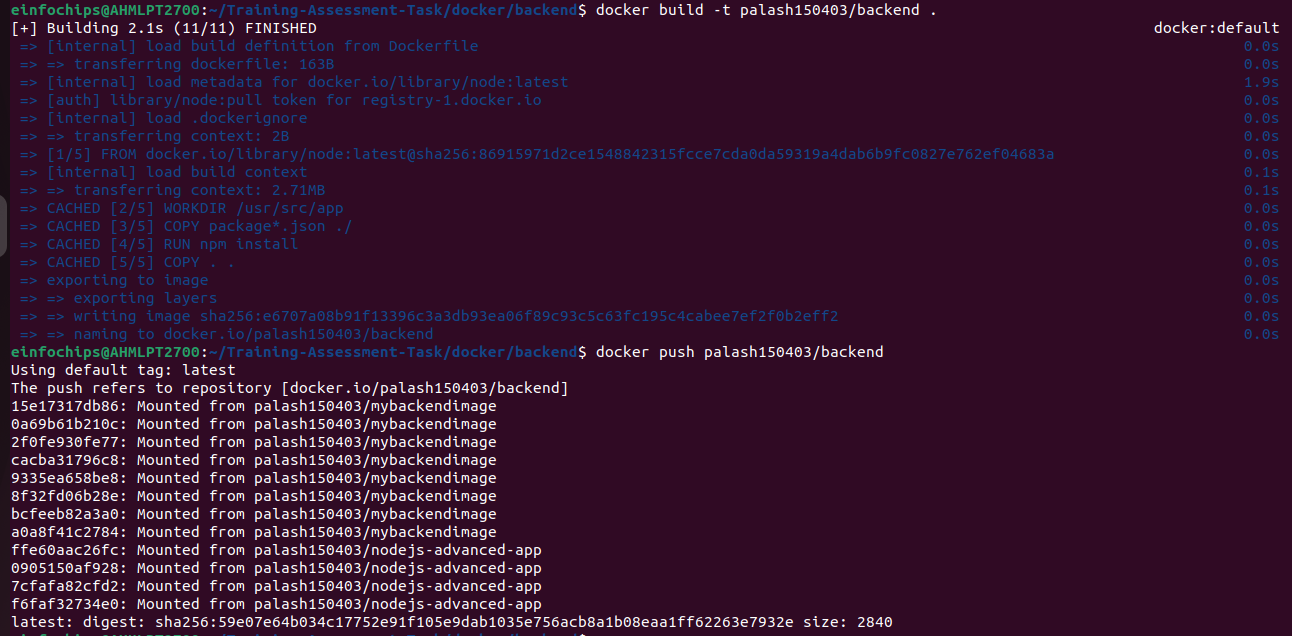 einfochips@AHMLPT2700:~/Training-Assessment-Task/docker/backend$ docker build -t palash150403/backend .
[+] Building 2.1s (11/11) FINISHED docker:default
=> [internal] load build definition from Dockerfile 0.0s
=> => transferring dockerfile: 163B 0.0s
=> [internal] load metadata for docker.io/library/node:latest 1.9s
=> [auth] library/node:pull token for registry-1.docker.io 0.0s
=> [internal] load .dockerignore 0.0s
=> => transferring context: 2B 0.0s
=> [1/5] FROM docker.io/library/node:latest@sha256:86915971d2ce1548842315fcce7cda0da59319a4dab6b9fc0827e762ef04683a 0.0s
=> [internal] load build context 0.1s
=> => transferring context: 2.71MB 0.1s
=> CACHED [2/5] WORKDIR /usr/src/app 0.0s
=> CACHED [3/5] COPY package*.json ./ 0.0s
=> CACHED [4/5] RUN npm install 0.0s
=> CACHED [5/5] COPY . . 0.0s
=> exporting to image 0.0s
=> => exporting layers 0.0s
=> => writing image sha256:e6707a08b91f13396c3a3db93ea06f89c93c5c63fc195c4cabee7ef2f0b2eff2 0.0s
=> => naming to docker.io/palash150403/backend 0.0s
einfochips@AHMLPT2700:~/Training-Assessment-Task/docker/backend$ docker push palash150403/backend
Using default tag: latest
The push refers to repository [docker.io/palash150403/backend]
15e17317db86: Mounted from palash150403/mybackendimage
0a69b61b210c: Mounted from palash150403/mybackendimage
2f0fe930fe77: Mounted from palash150403/mybackendimage
cacba31796c8: Mounted from palash150403/mybackendimage
9335ea658be8: Mounted from palash150403/mybackendimage
8f32fd06b28e: Mounted from palash150403/mybackendimage
bcfeeb82a3a0: Mounted from palash150403/mybackendimage
a0a8f41c2784: Mounted from palash150403/mybackendimage
ffe60aac26fc: Mounted from palash150403/nodejs-advanced-app
0905150af928: Mounted from palash150403/nodejs-advanced-app
7cfafa82cfd2: Mounted from palash150403/nodejs-advanced-app
f6faf32734e0: Mounted from palash150403/nodejs-advanced-app
latest: digest: sha256:59e07e64b034c17752e91f105e9dab1035e756acb8a1b08eaa1ff62263e7932e size: 2840